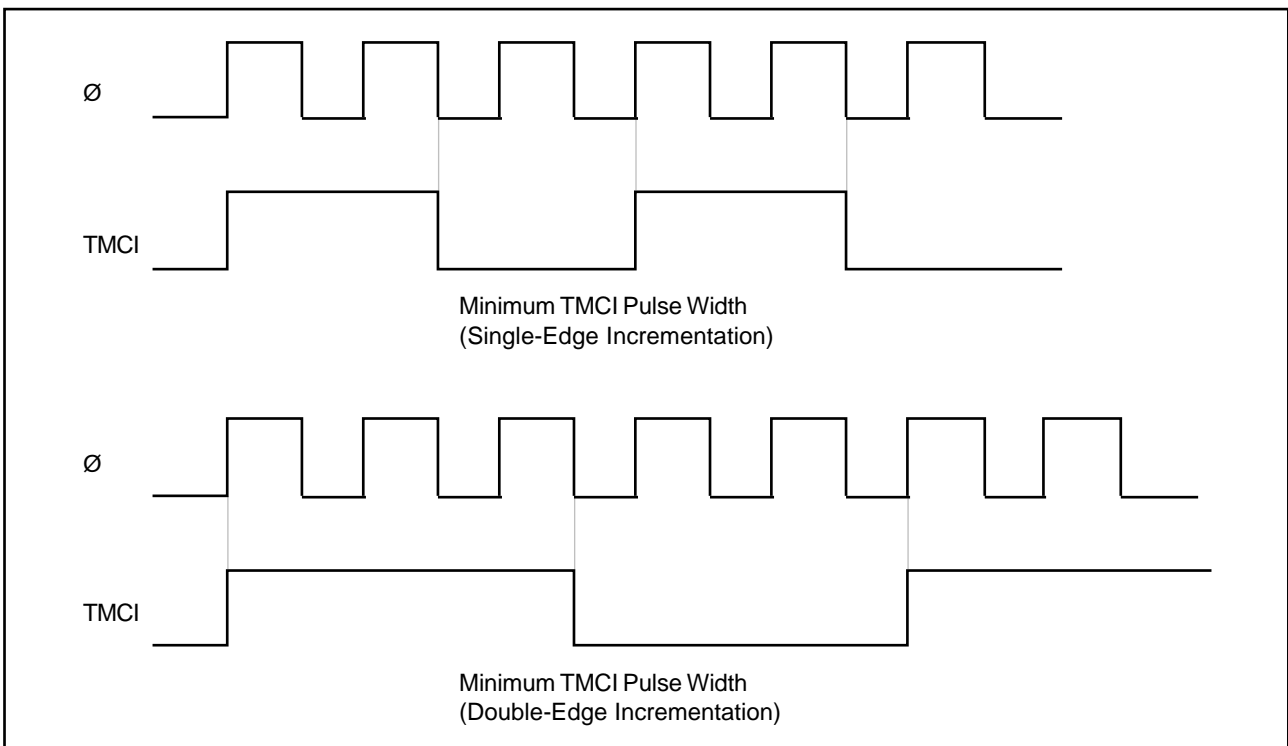 Ø
TMCI
Minimum TMCI Pulse Width
(Single-Edge Incrementation)
Ø
TMCI
Minimum TMCI Pulse Width
(Double-Edge Incrementation)